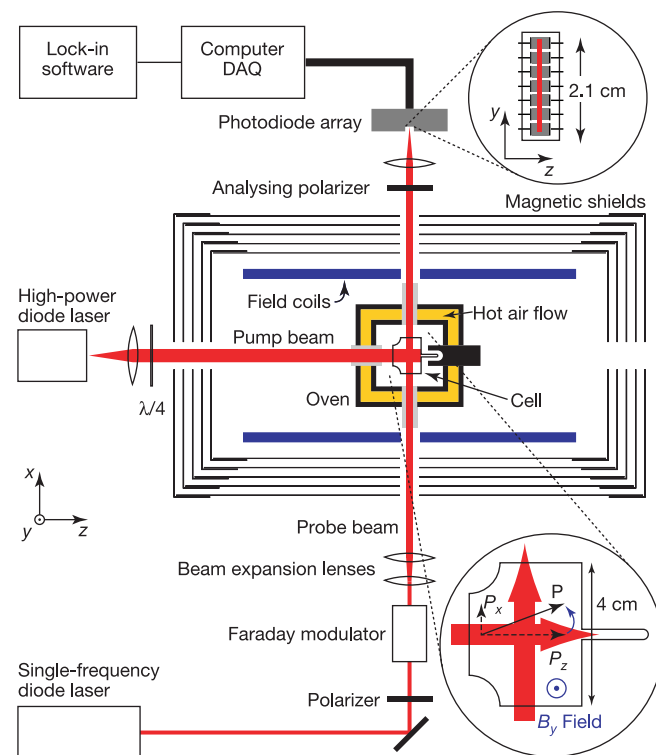 Lock-in
software
Computer
DAQ
Photodiode array
y
z
2.1 cm
Analysing polarizer
Magnetic shields
High-power
diode laser
Field coils
Hot air flow
Pump beam
λ/4
Oven
Cell
x
y
z
Probe beam
Beam expansion lenses
Faraday modulator
Single-frequency
diode laser
Polarizer
Pₓ
P
P_z
4 cm
B_y Field